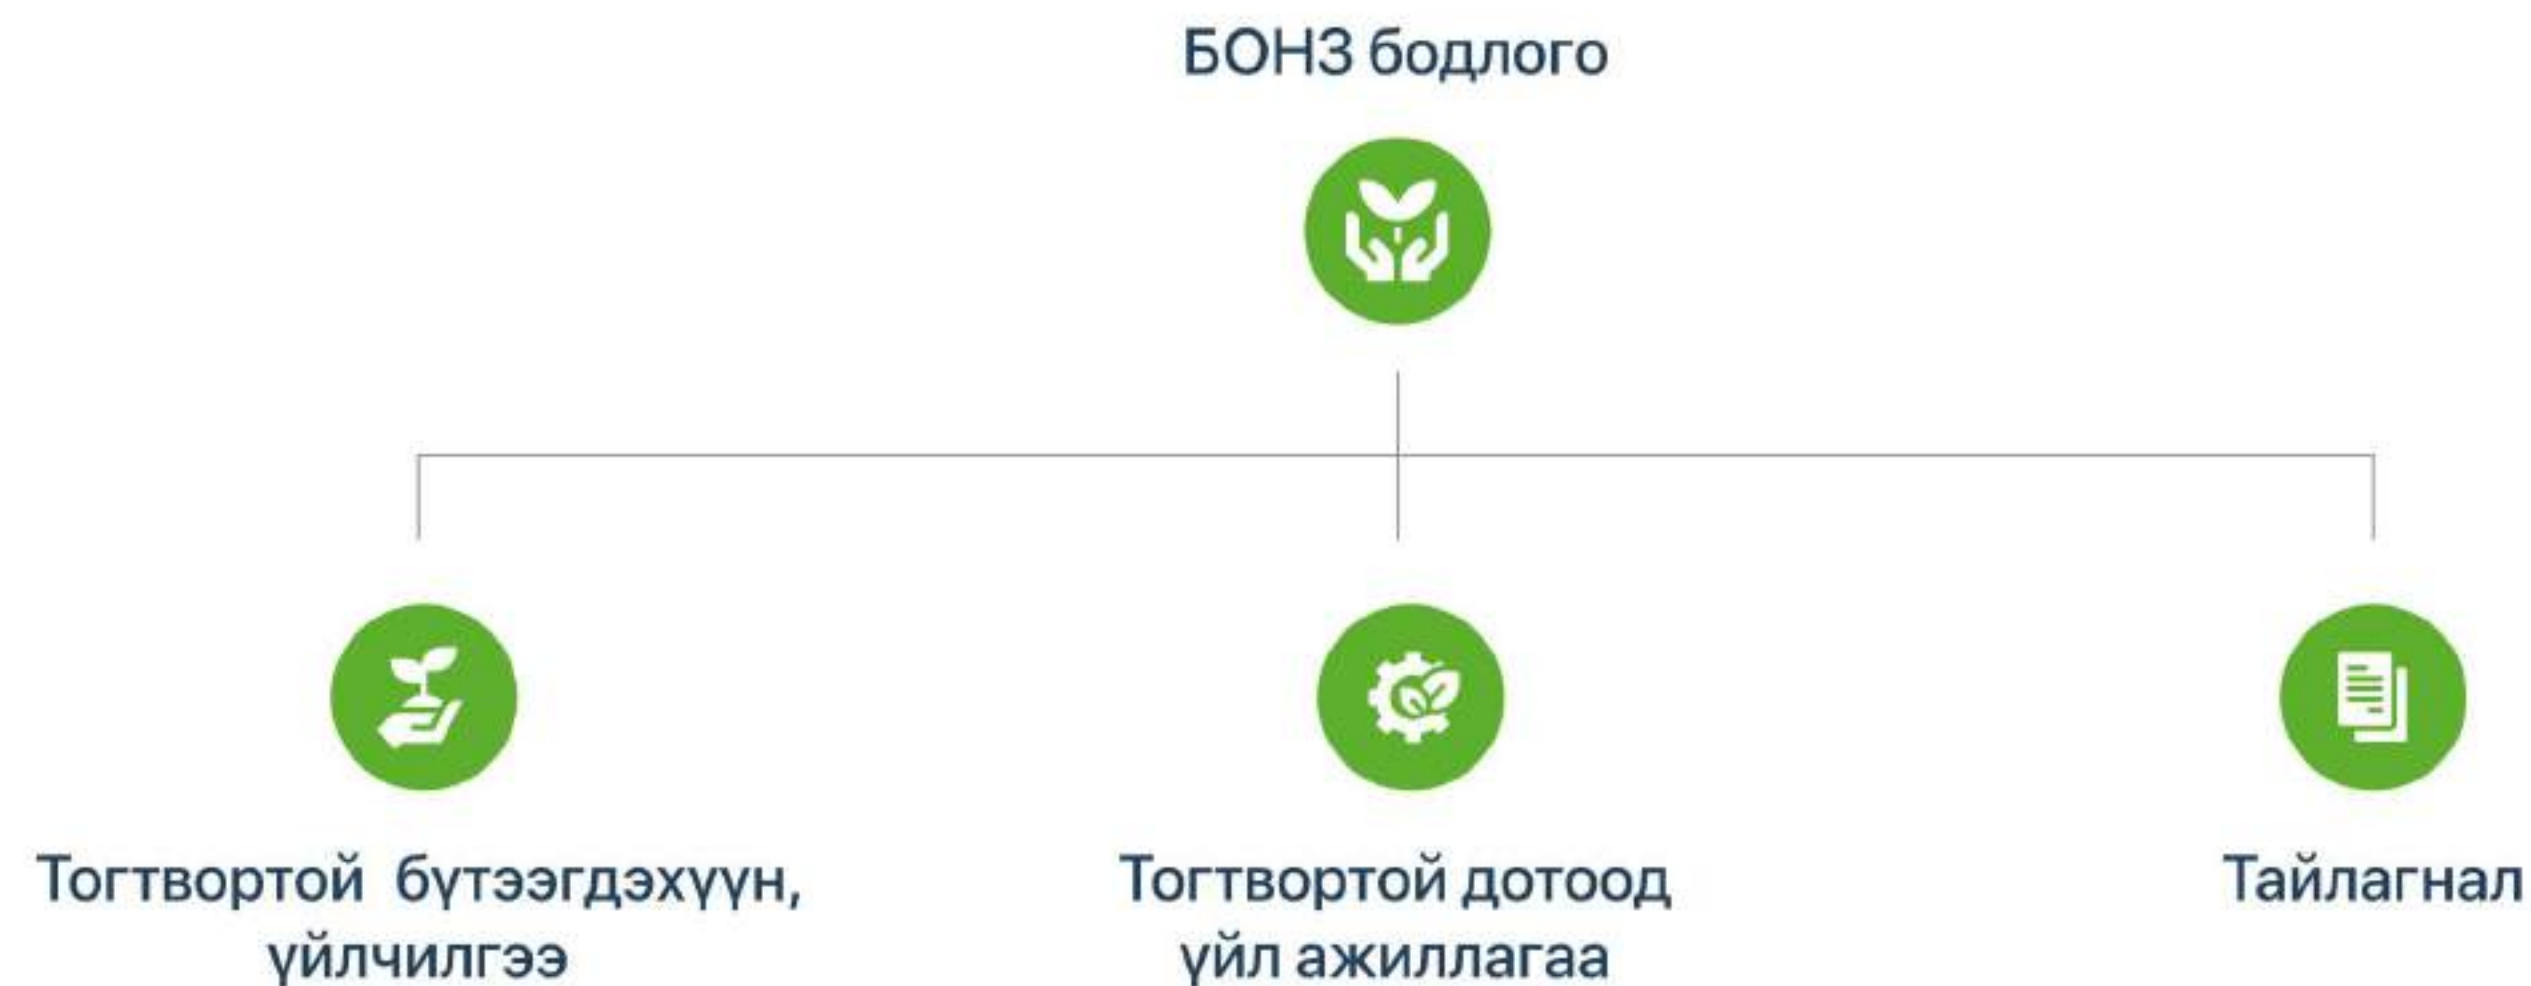 БОНЗ бодлого
Тогтвортой бүтээгдэхүүн,
үйлчилгээ
Тогтвортой дотоод
үйл ажиллагаа
Тайлагнал